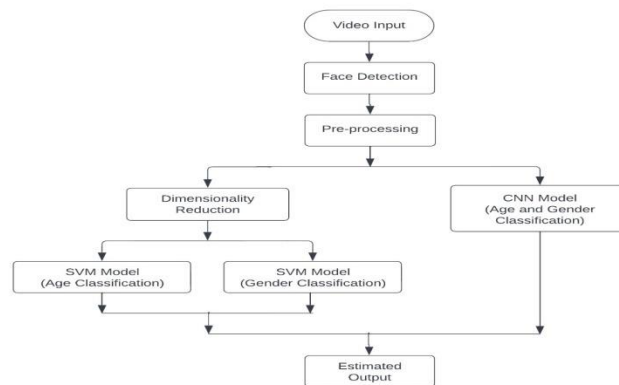 Video Input
Face Detection
Pre-processing
Dimensionality
Reduction
CNN Model
(Age and Gender
Classification)
SVM Model
(Age Classification)
SVM Model
(Gender Classification)
Estimated
Output